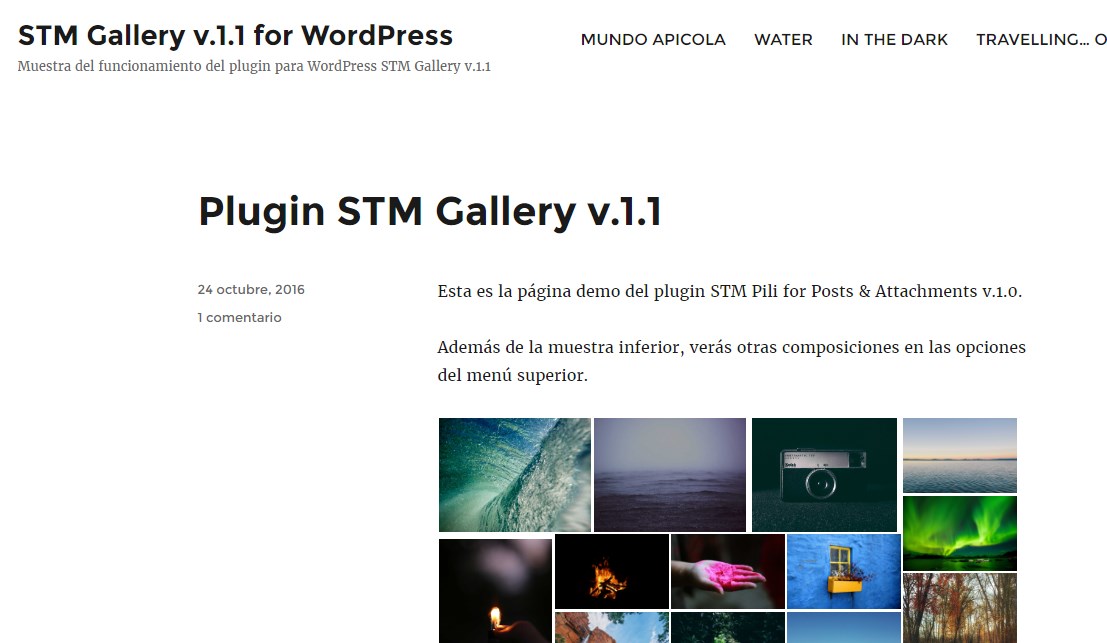 STM Gallery v.1.1 for WordPress
Muestra del funcionamiento del plugin para WordPress STM Gallery v.1.1
MUNDO APICOLA WATER IN THE DARK TRAVELLING... O
Plugin STM Gallery v.1.1
24 octubre, 2016
1 comentario
Esta es la página demo del plugin STM Pili for Posts & Attachments v.1.0.
Además de la muestra inferior, verás otras composiciones en las opciones
del menú superior.